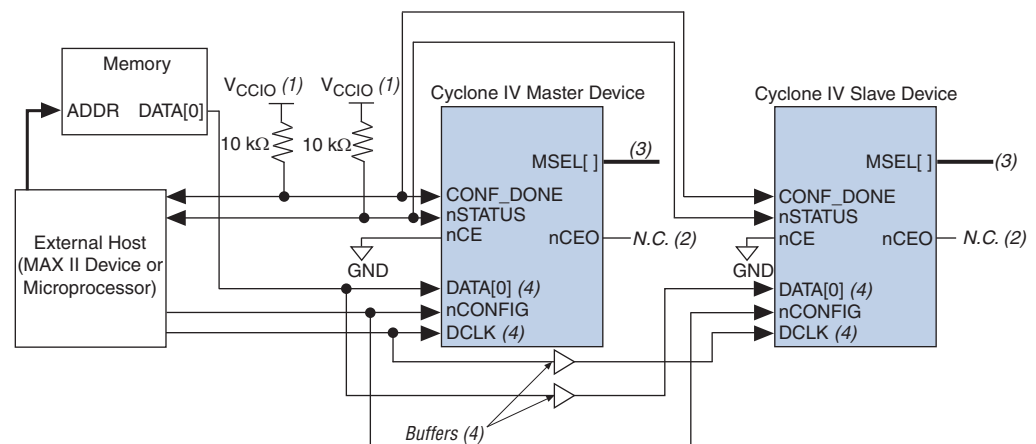 Memory
ADDR DATA[0]
V_CCIO (1)
V_CCIO (1)
10 kΩ
10 kΩ
External Host
(MAX II Device or
Microprocessor)
Cyclone IV Master Device
MSEL[ ]
(3)
CONF_DONE
nSTATUS
nCE
nCEO
N.C. (2)
GND
DATA[0] (4)
nCONFIG
DCLK (4)
Cyclone IV Slave Device
MSEL[ ]
(3)
CONF_DONE
nSTATUS
nCE
nCEO
N.C. (2)
GND
DATA[0] (4)
nCONFIG
DCLK (4)
Buffers (4)